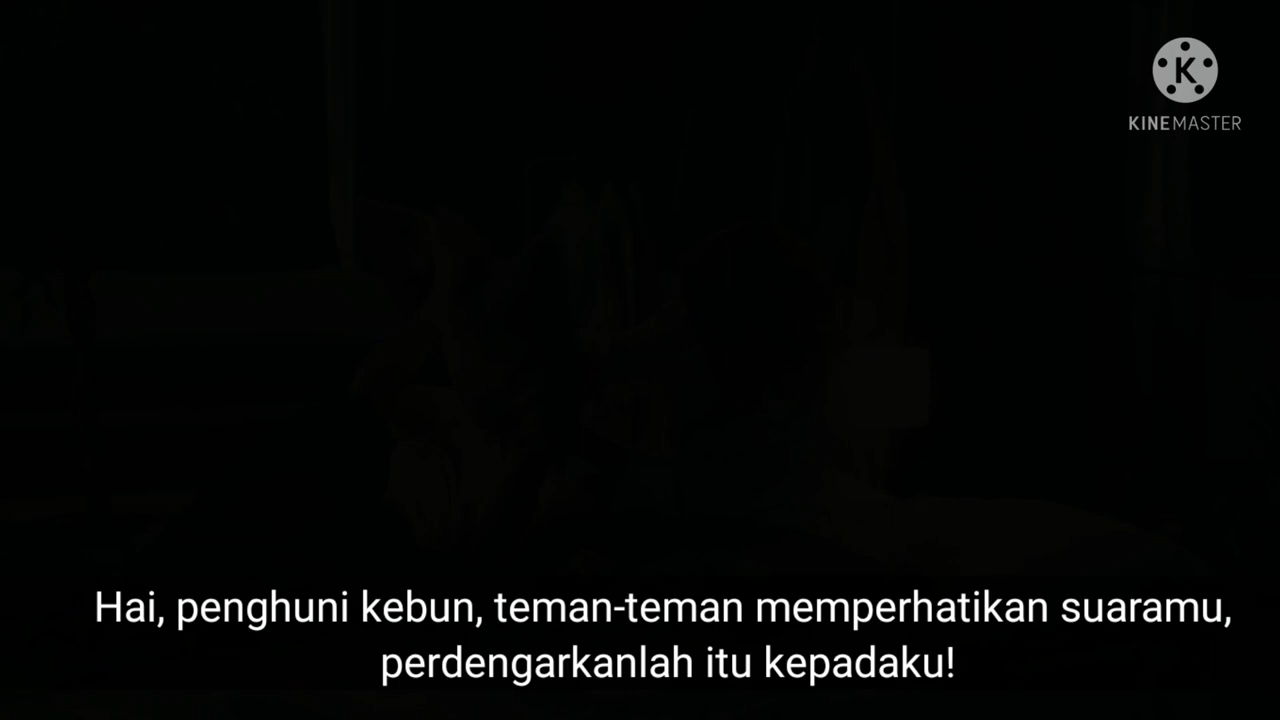 K
KINEMASTER
Hai, penghuni kebun, teman-teman memperhatikan suaramu,
perdengarkanlah itu kepadaku!